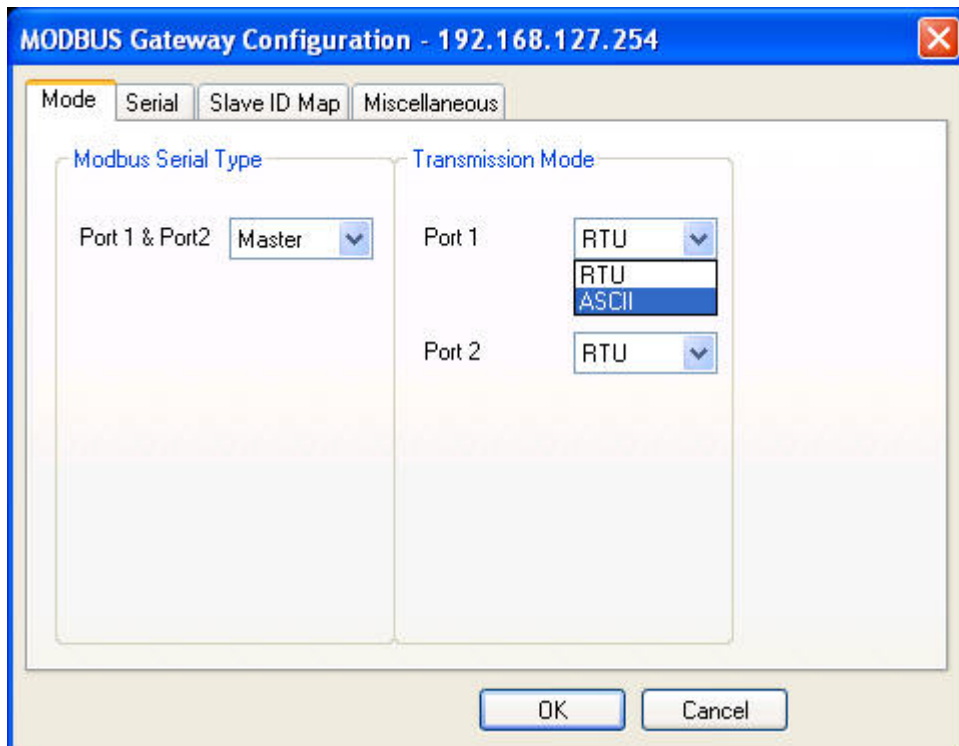 MODBUS Gateway Configuration - 192.168.127.254
Mode Serial Slave ID Map Miscellaneous
Modbus Serial Type
Port 1 & Port2 Master
Transmission Mode
Port 1 RTU
RTU
ASCII
Port 2 RTU
OK Cancel